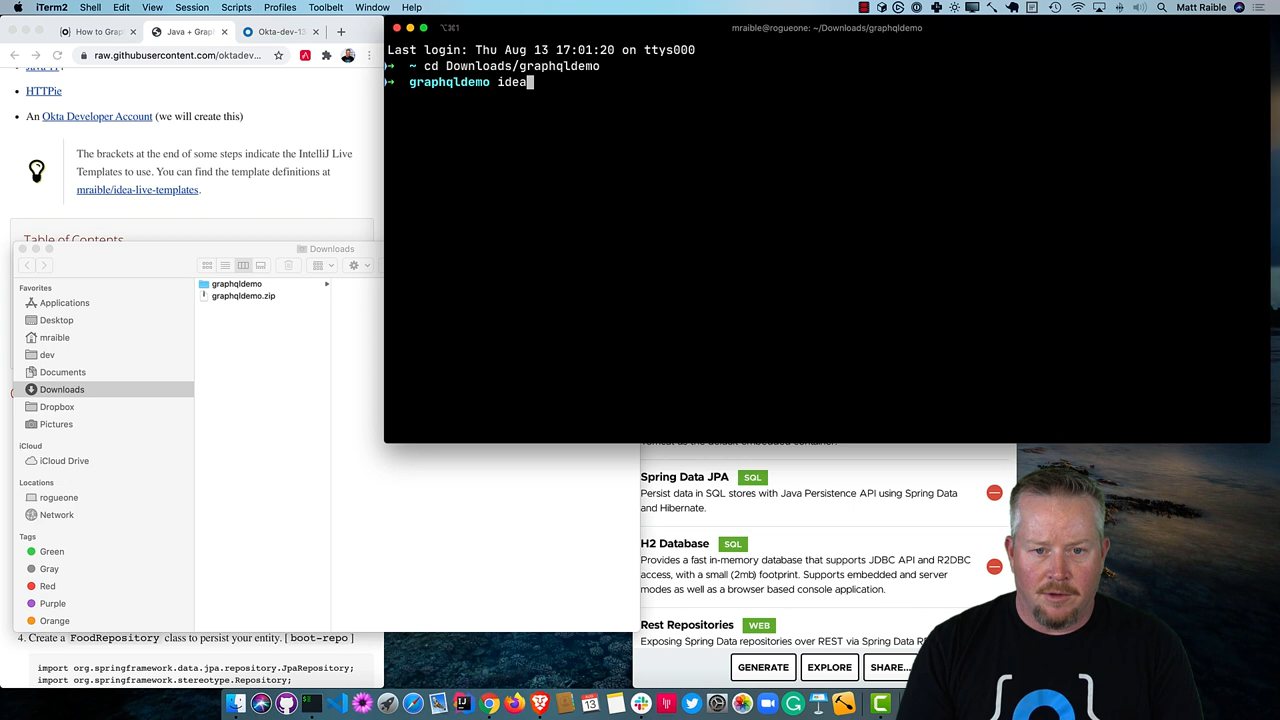 iTerm2 Shell Edit View Session Scripts Profiles Toolbelt Window Help
Matt Raible
How to Grap
Java + Grap
Okta-dev-13
raw.githubusercontent.com/oktadev...
HTTPie
An Okta Developer Account (we will create this)
The brackets at the end of some steps indicate the IntelliJ Live
Templates to use. You can find the template definitions at
mraible/idea-live-templates.
Table of Contents
⌥⌘1
mraible@rogueone: ~/Downloads/graphqldemo
Last login: Thu Aug 13 17:01:20 on ttys000
→ ~ cd Downloads/graphqldemo
→ graphqldemo idea
Downloads
Favorites
Applications
Desktop
mraible
dev
Documents
Downloads
Dropbox
Pictures
iCloud
iCloud Drive
Locations
rogueone
Network
Tags
Green
Gray
Red
Purple
Orange
graphqldemo
graphqldemo.zip
4. Create a FoodRepository class to persist your entity. [boot-repo]
import org.springframework.data.jpa.repository.JpaRepository;
import org.springframework.stereotype.Repository;
Spring Data JPA SQL
Persist data in SQL stores with Java Persistence API using Spring Data
and Hibernate.
H2 Database SQL
Provides a fast in-memory database that supports JDBC API and R2DBC
access, with a small (2mb) footprint. Supports embedded and server
modes as well as a browser based console application.
Rest Repositories WEB
Exposing Spring Data repositories over REST via Spring Data R
GENERATE
EXPLORE
SHARE...